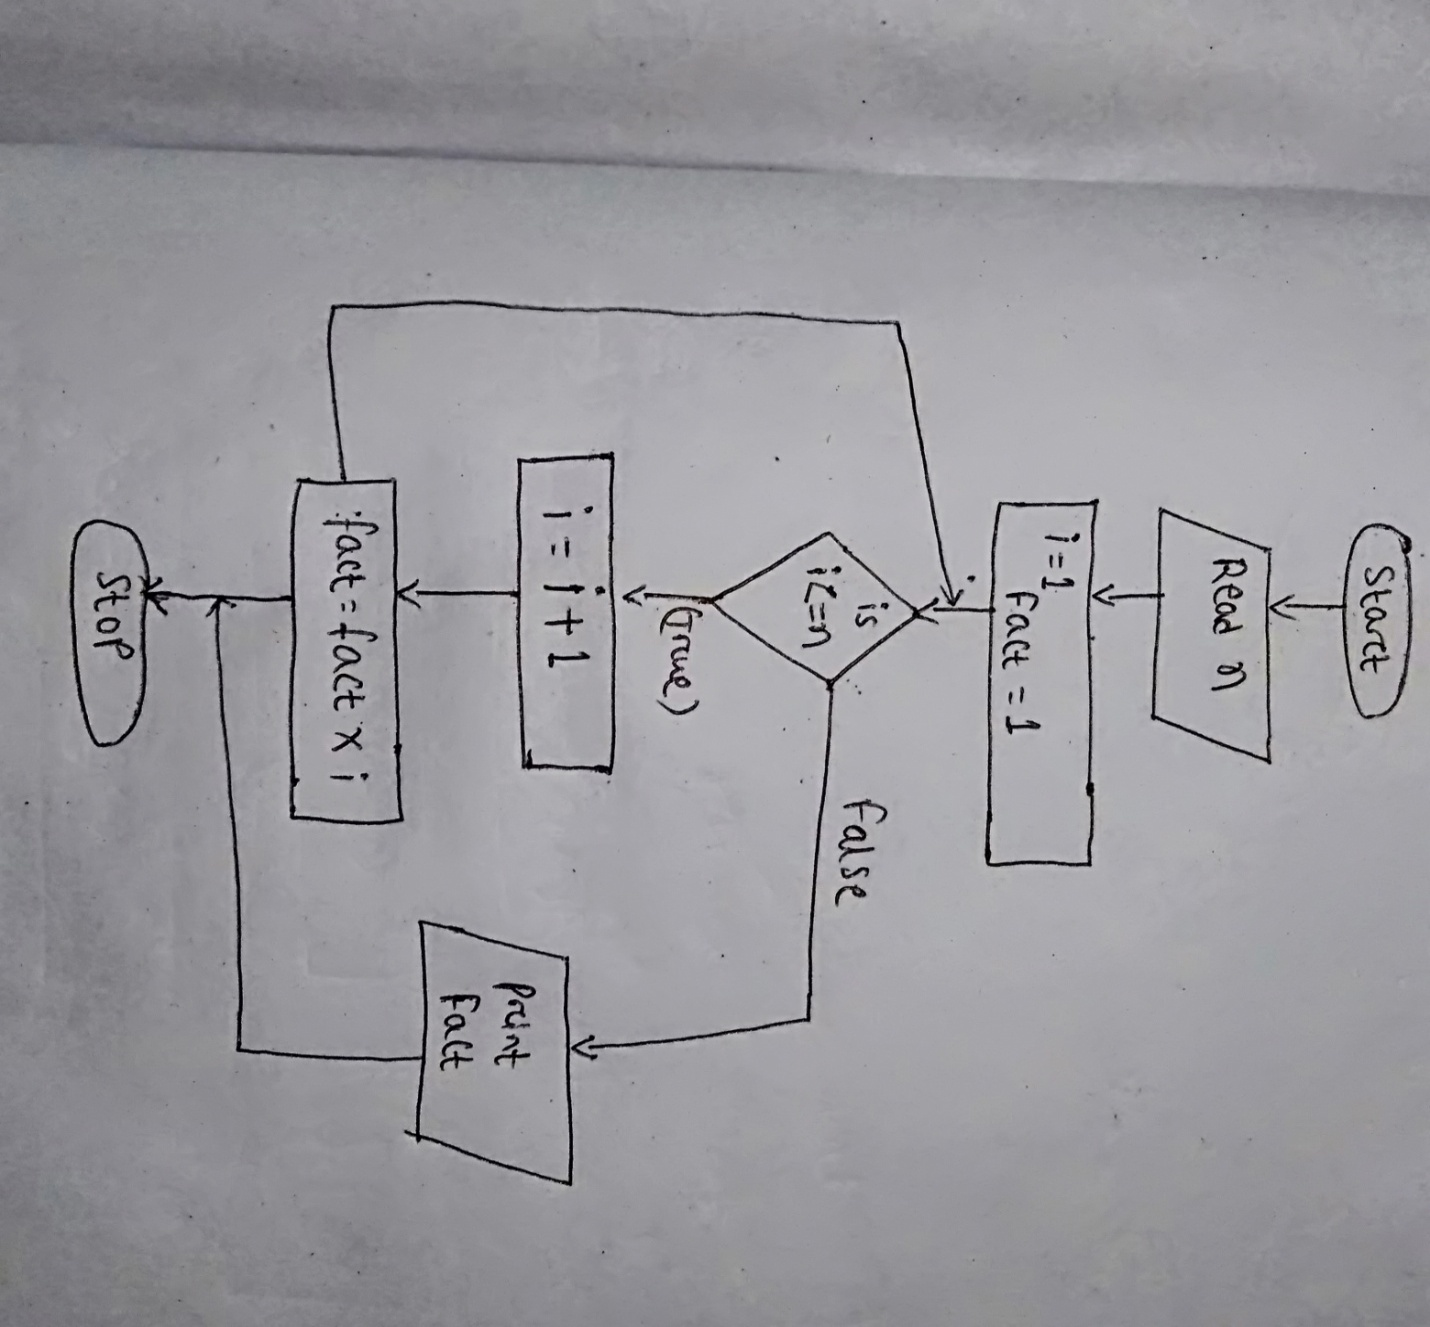 Start
Read n
i=1
Fact = 1
is
i<=n
False
(True)
i = i + 1
Print
Fact
fact = fact x i
Stop